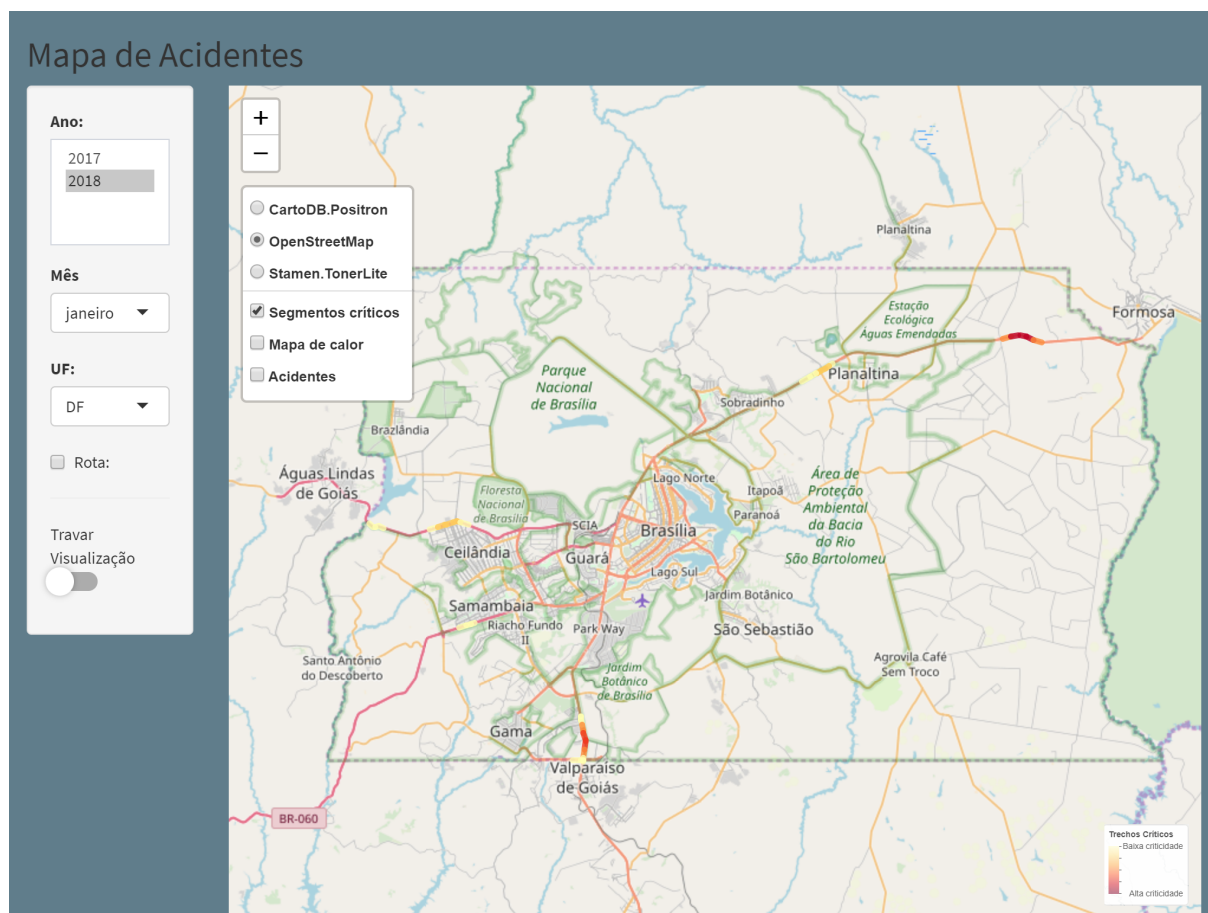 Mapa de Acidentes
Ano:
2017
2018
Mês
janeiro
UF:
DF
Rota:
Travar
Visualização
+
−
CartoDB.Positron
OpenStreetMap
Stamen.TonerLite
Segmentos críticos
Mapa de calor
Acidentes
Planaltina
Estação
Ecológica
Águas Emendadas
Formosa
Planaltina
Parque
Nacional
de Brasília
Sobradinho
Brazlândia
Águas Lindas
de Goiás
Floresta
Nacional
de Brasília
Lago Norte
Itapoã
Paranoá
Área de
Proteção
Ambiental
da Bacia
do Rio
São Bartolomeu
SCIA
Brasília
Ceilândia
Guará
Lago Sul
Jardim Botânico
Samambaia
Riacho Fundo
II
Park Way
São Sebastião
Santo Antônio
do Descoberto
Jardim
Botânico
de Brasília
Agrovila Café
Sem Troco
Gama
Valparaíso
de Goiás
BR-060
Trechos Críticos
Baixa criticidade
Alta criticidade